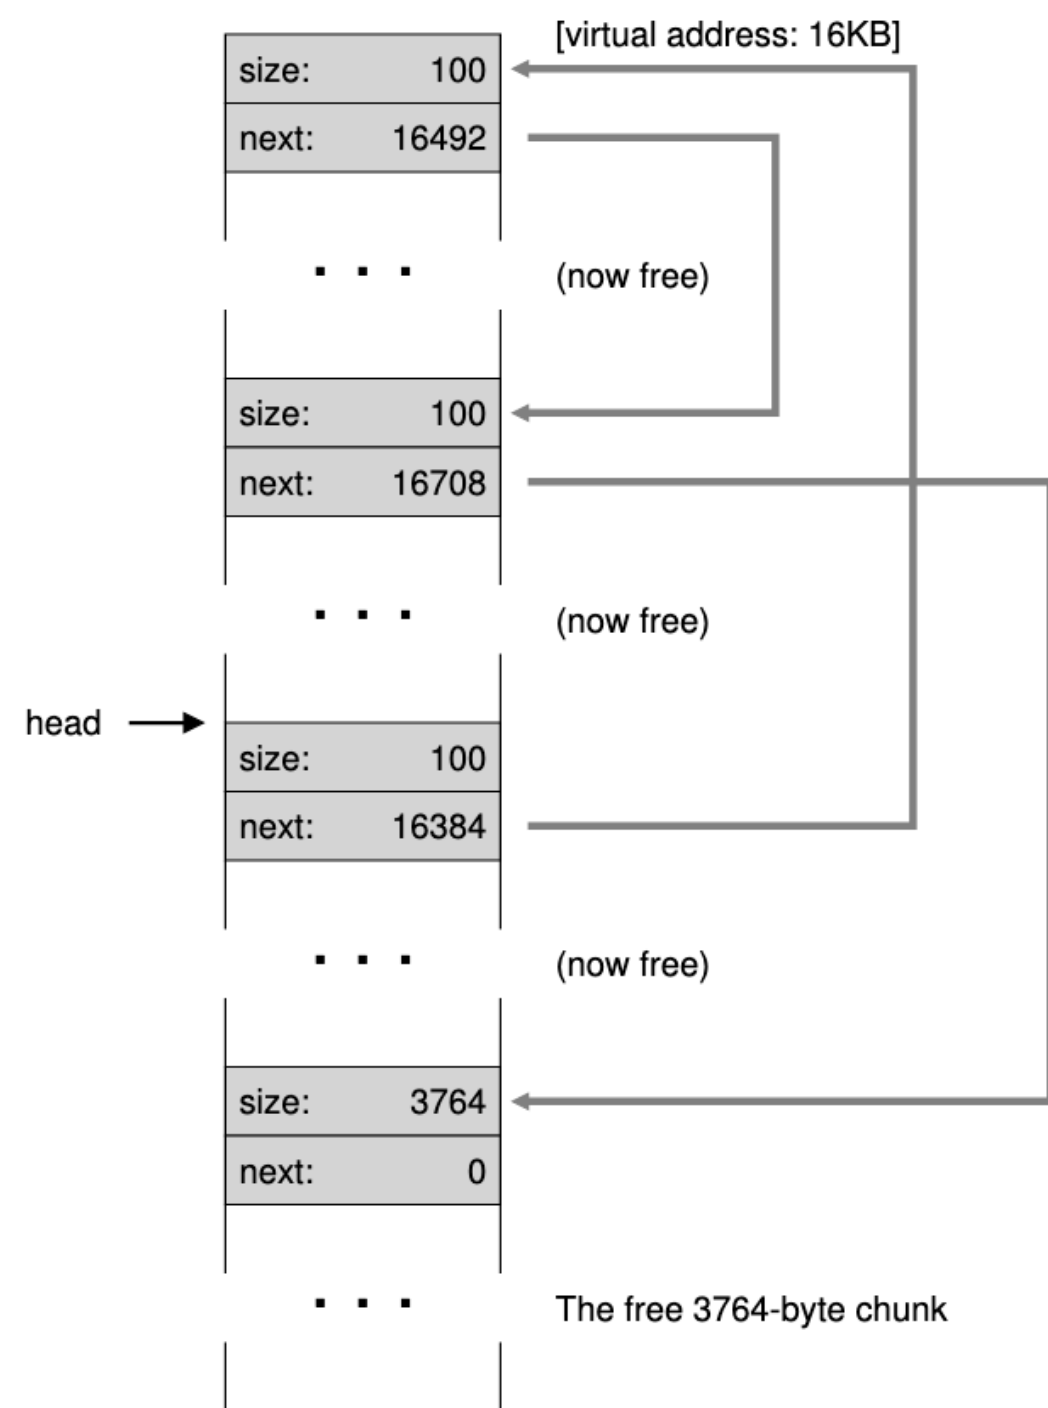 [virtual address: 16KB]
size: 100
next: 16492
. . . (now free)
size: 100
next: 16708
. . . (now free)
head
size: 100
next: 16384
. . . (now free)
size: 3764
next: 0
. . . The free 3764-byte chunk